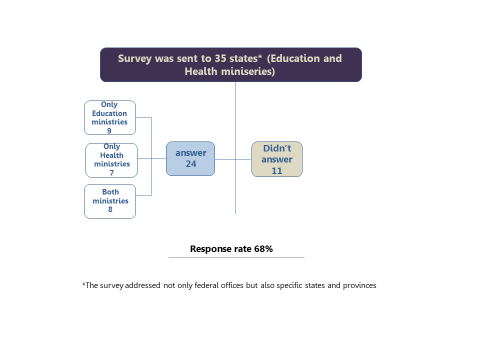 Survey was sent to 35 states* (Education and
Health miniseries)
Only
Education
ministries
9
Only
Health
ministries
7
Both
ministries
8
answer
24
Didn't
answer
11
Response rate 68%
*The survey addressed not only federal offices but also specific states and provinces